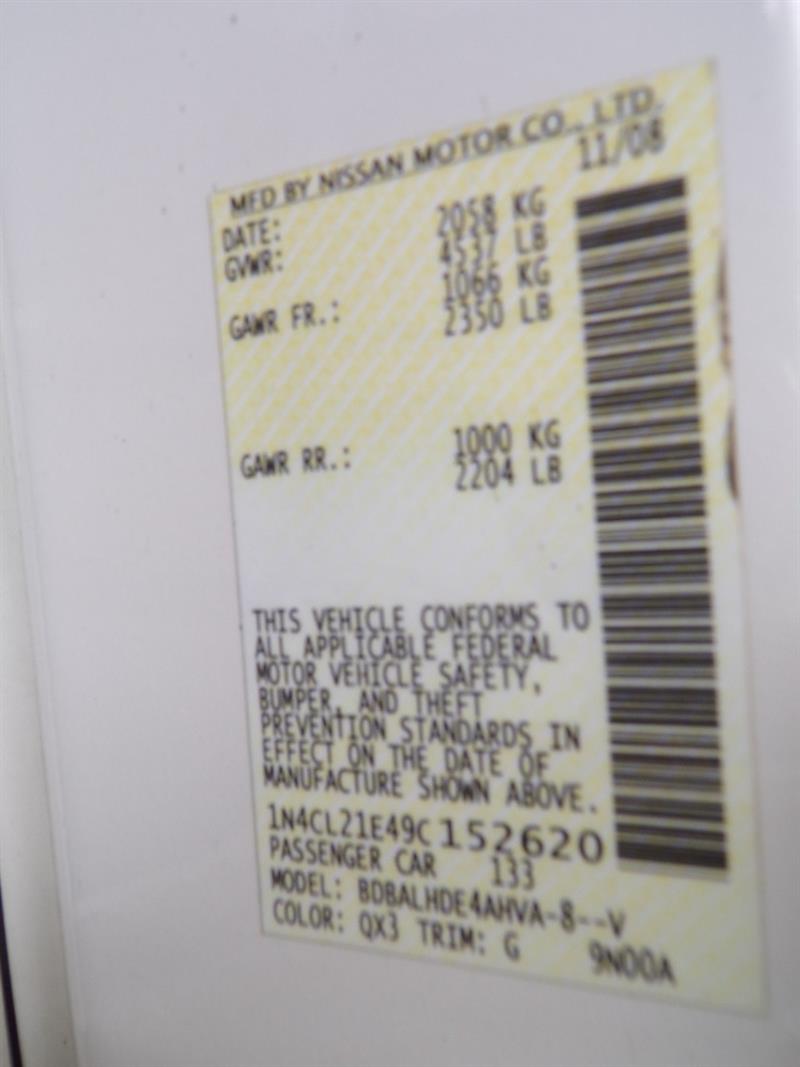 MFD BY NISSAN MOTOR CO., LTD.
DATE: 11/08
GVWR: 2058 KG
4537 LB
GAWR FR.: 1066 KG
2350 LB
GAWR RR.: 1000 KG
2204 LB
THIS VEHICLE CONFORMS TO
ALL APPLICABLE FEDERAL
MOTOR VEHICLE SAFETY,
BUMPER, AND THEFT
PREVENTION STANDARDS IN
EFFECT ON THE DATE OF
MANUFACTURE SHOWN ABOVE.
1N4CL21E49C152620
PASSENGER CAR 133
MODEL: BDBALHDE4AHVA-8--V
COLOR: QX3 TRIM: G 9N00A